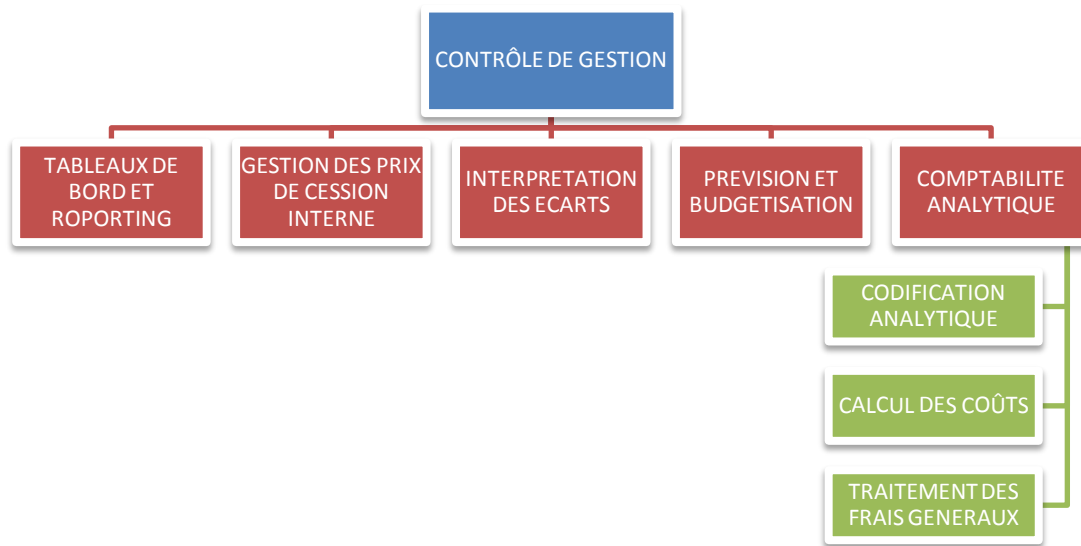 CONTRÔLE DE GESTION
TABLEAUX DE
BORD ET
ROPORTING
GESTION DES PRIX
DE CESSION
INTERNE
INTERPRETATION
DES ECARTS
PREVISION ET
BUDGETISATION
COMPTABILITE
ANALYTIQUE
CODIFICATION
ANALYTIQUE
CALCUL DES COÛTS
TRAITEMENT DES
FRAIS GENERAUX